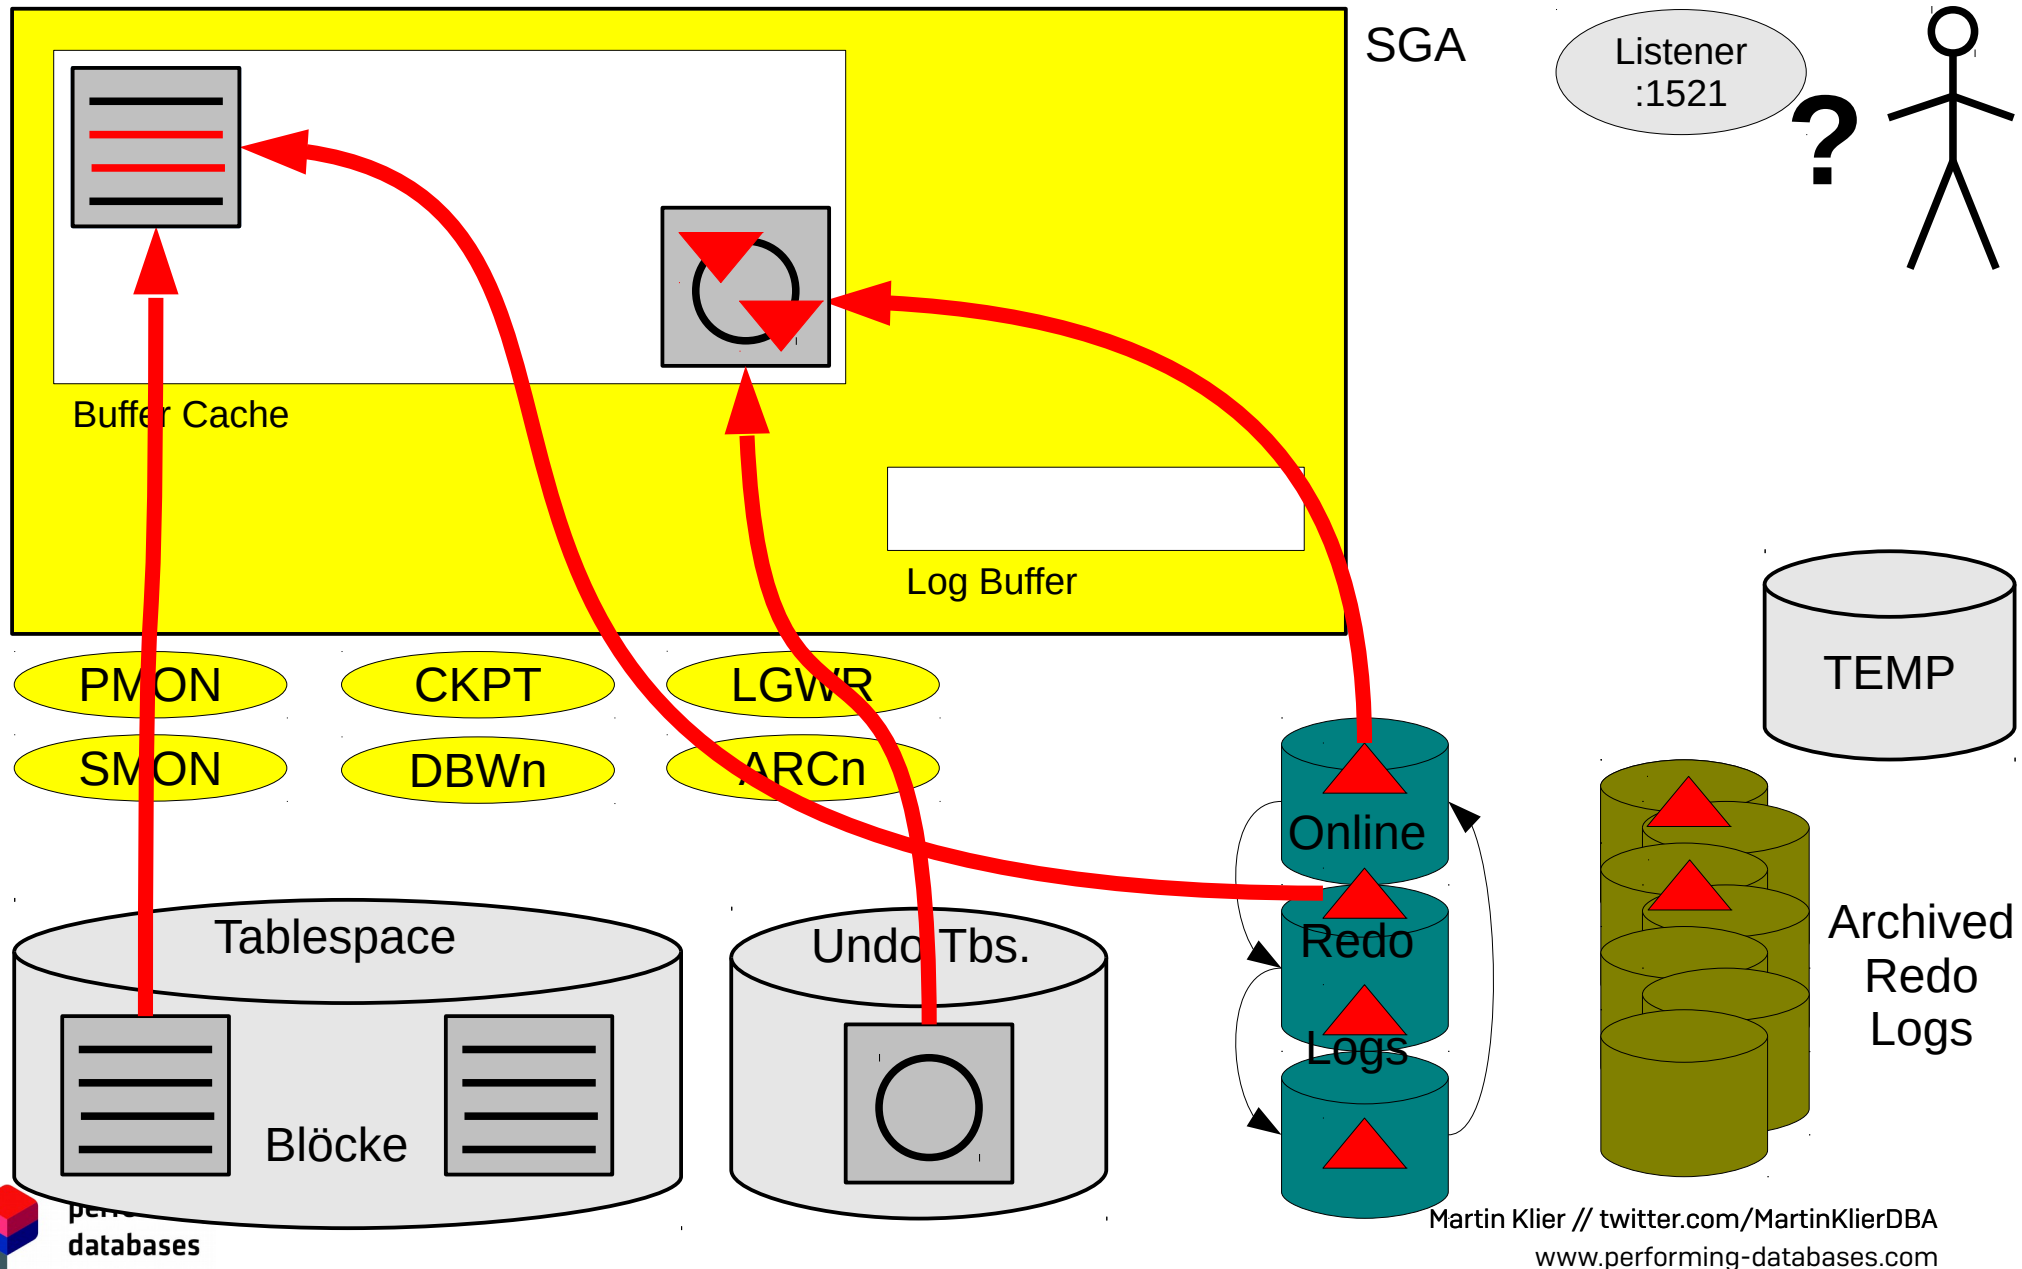 SGA
Listener
:1521
?
Buffer Cache
Log Buffer
PMON
CKPT
LGWR
SMON
DBWn
ARCn
TEMP
Online
Redo
Logs
Archived
Redo
Logs
Tablespace
Undo Tbs.
Blöcke
databases
Martin Klier // twitter.com/MartinKlierDBA
www.performing-databases.com